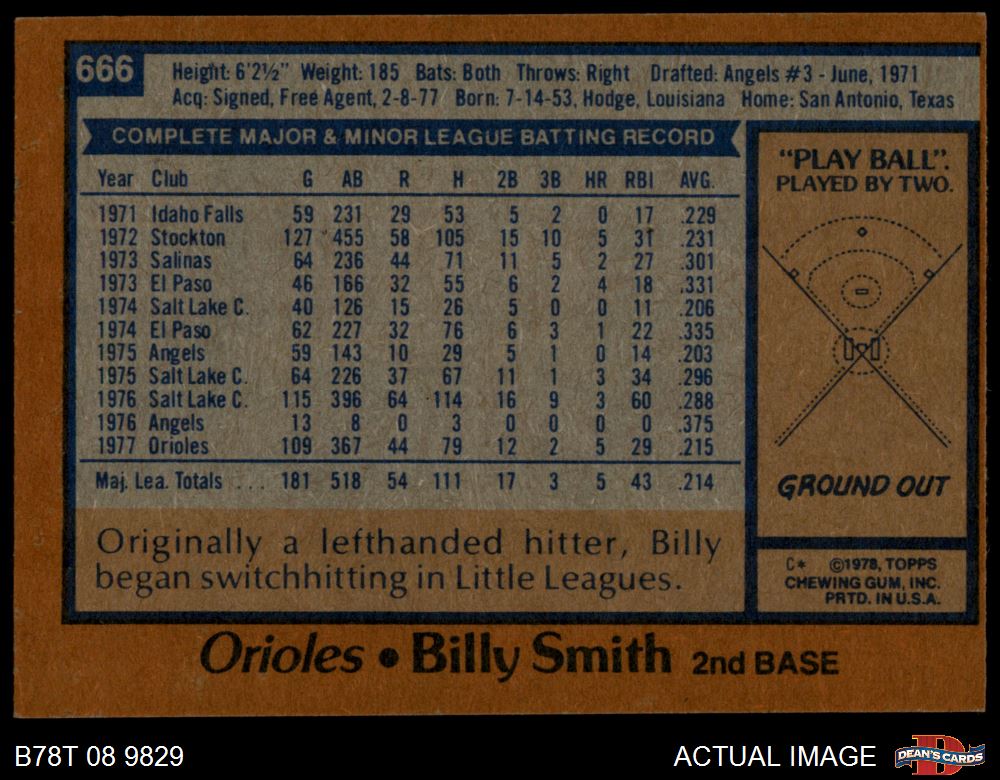 666
Height: 6'2½" Weight: 185 Bats: Both Throws: Right Drafted: Angels #3 - June, 1971
Acq: Signed, Free Agent, 2-8-77 Born: 7-14-53, Hodge, Louisiana Home: San Antonio, Texas
COMPLETE MAJOR & MINOR LEAGUE BATTING RECORD
Year Club G AB R H 2B 3B HR RBI AVG.
1971 Idaho Falls 59 231 29 53 5 2 0 17 .229
1972 Stockton 127 455 58 105 15 10 5 31 .231
1973 Salinas 64 236 44 71 11 5 2 27 .301
1973 El Paso 46 166 32 55 6 2 4 18 .331
1974 Salt Lake C. 40 126 15 26 5 0 0 11 .206
1974 El Paso 62 227 32 76 6 3 1 22 .335
1975 Angels 59 143 10 29 5 1 0 14 .203
1975 Salt Lake C. 64 226 37 67 11 1 3 34 .296
1976 Salt Lake C. 115 396 64 114 16 9 3 60 .288
1976 Angels 13 8 0 3 0 0 0 0 .375
1977 Orioles 109 367 44 79 12 2 5 29 .215
Maj. Lea. Totals . . . 181 518 54 111 17 3 5 43 .214
Originally a lefthanded hitter, Billy
began switchhitting in Little Leagues.
"PLAY BALL".
PLAYED BY TWO.
GROUND OUT
C* ©1978, TOPPS
CHEWING GUM, INC.
PRTD. IN U.S.A.
Orioles • Billy Smith 2nd BASE
B78T 08 9829
ACTUAL IMAGE
D
DEAN'S CARDS